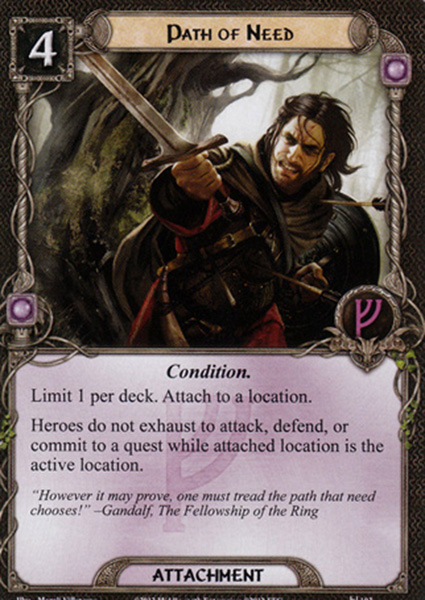 4
PATH OF NEED
Condition.
Limit 1 per deck. Attach to a location.
Heroes do not exhaust to attack, defend, or
commit to a quest while attached location is the
active location.
“However it may prove, one must tread the path that need
chooses!” –Gandalf, The Fellowship of the Ring
ATTACHMENT